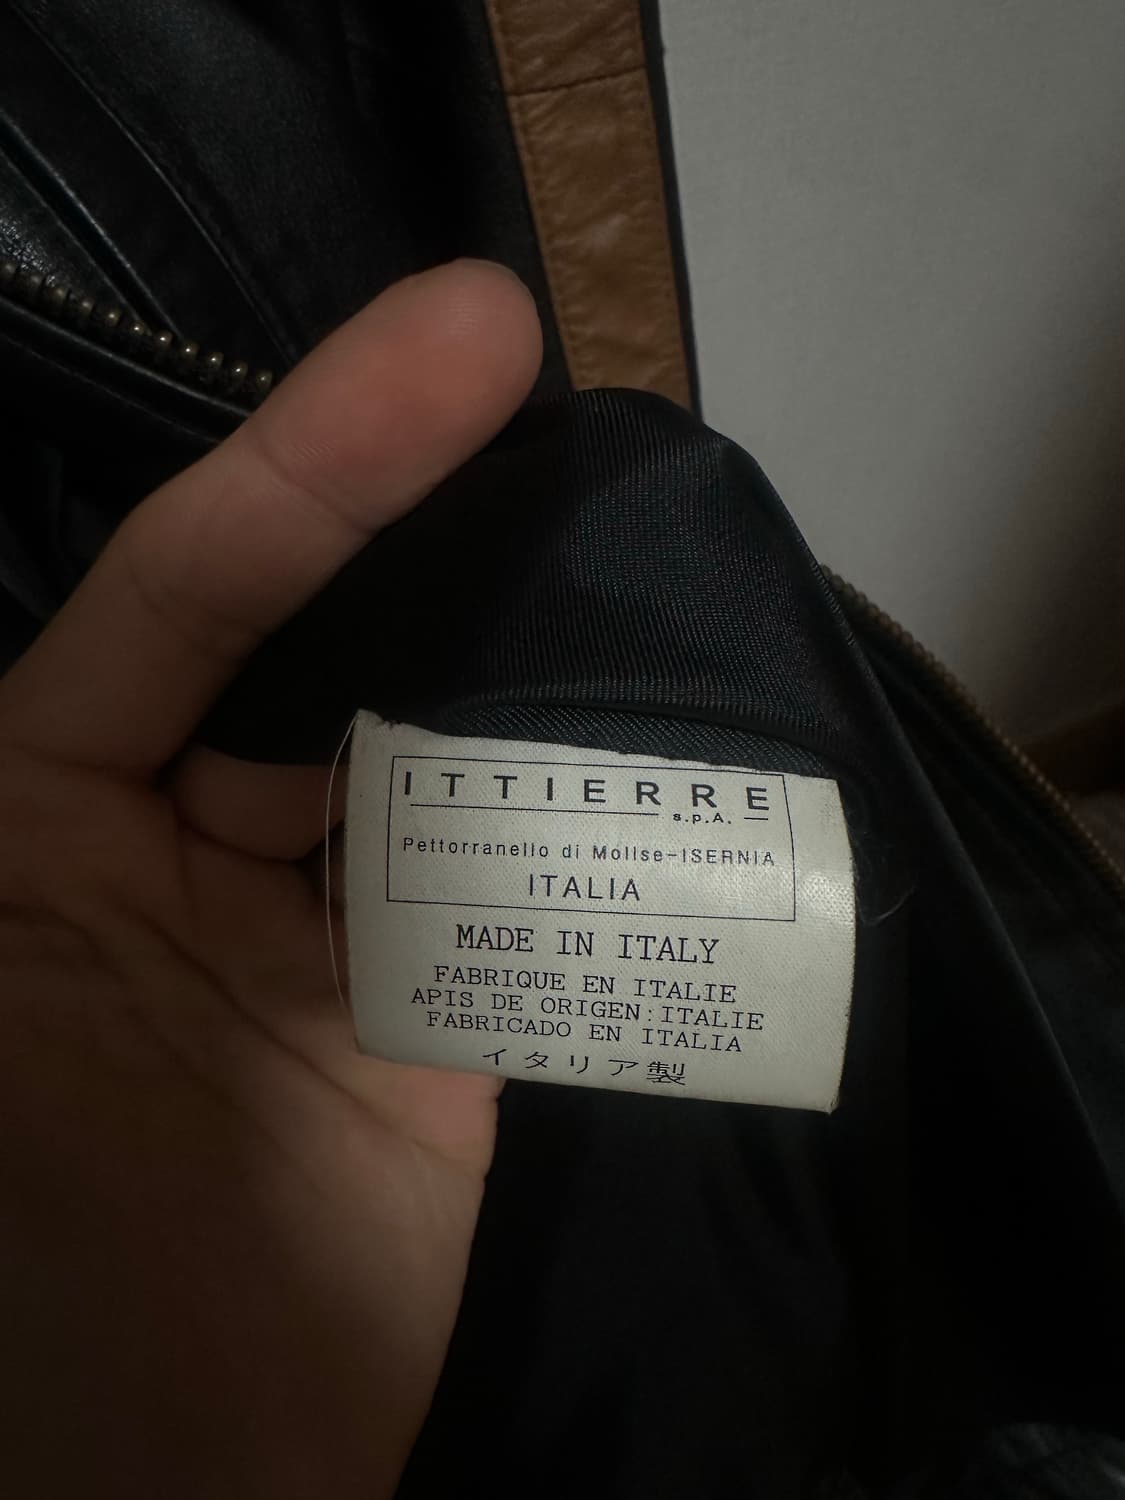 ITTIERRE
s.p.A.
Pettorranello di Molise-ISERNIA
ITALIA
MADE IN ITALY
FABRIQUE EN ITALIE
APIS DE ORIGEN:ITALIE
FABRICADO EN ITALIA
イタリア製